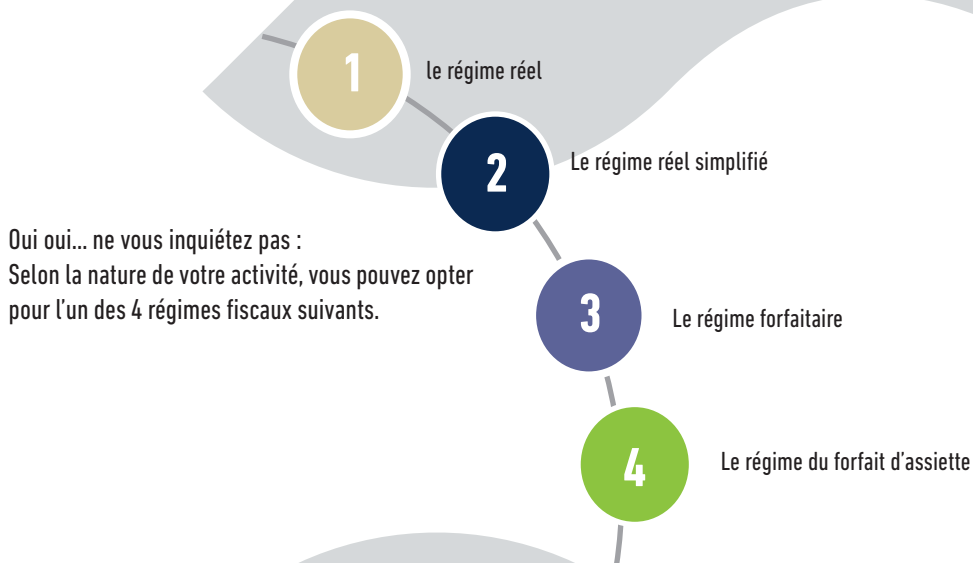 1
le régime réel
2
Le régime réel simplifié
Oui oui... ne vous inquiétez pas :
Selon la nature de votre activité, vous pouvez opter
pour l'un des 4 régimes fiscaux suivants.
3
Le régime forfaitaire
4
Le régime du forfait d'assiette